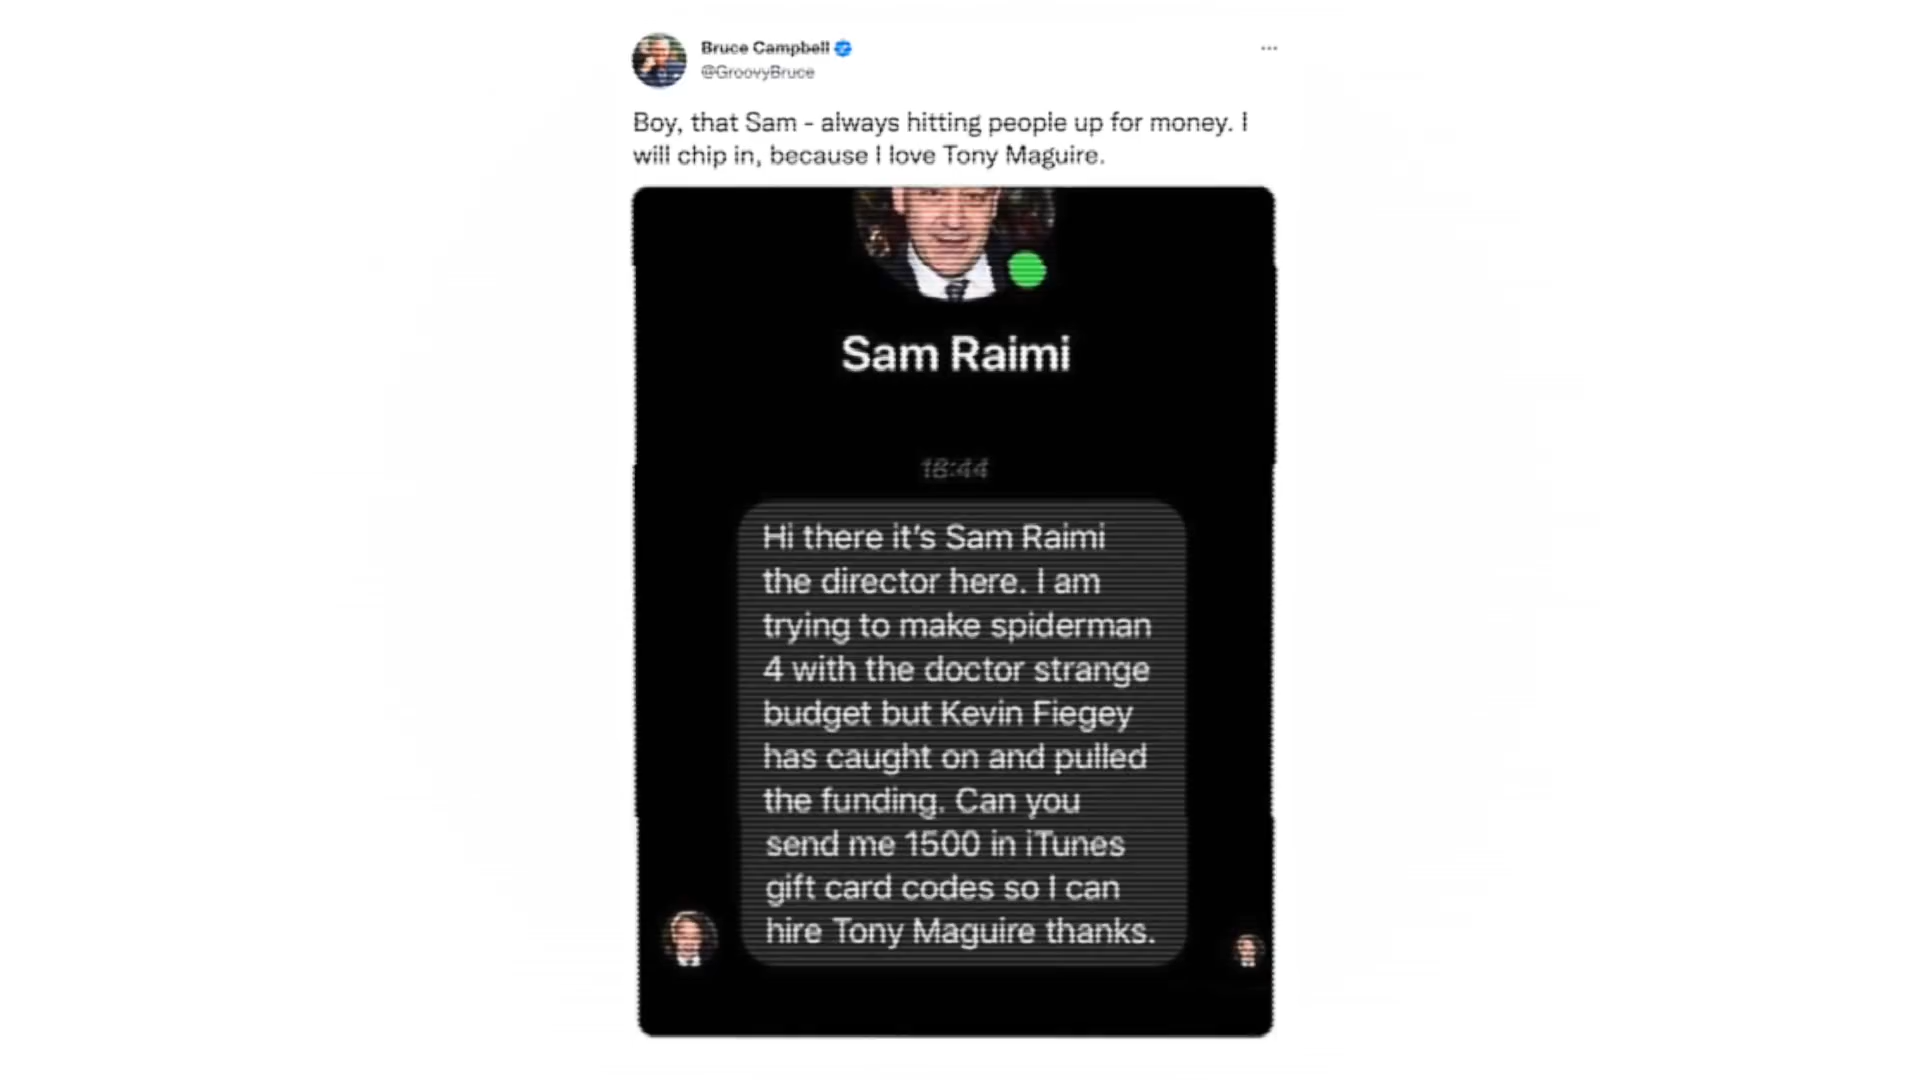 Bruce Campbell
@GroovyBruce
Boy, that Sam - always hitting people up for money. I
will chip in, because I love Tony Maguire.
Sam Raimi
18:44
Hi there it's Sam Raimi
the director here. I am
trying to make spiderman
4 with the doctor strange
budget but Kevin Fiegey
has caught on and pulled
the funding. Can you
send me 1500 in iTunes
gift card codes so I can
hire Tony Maguire thanks.